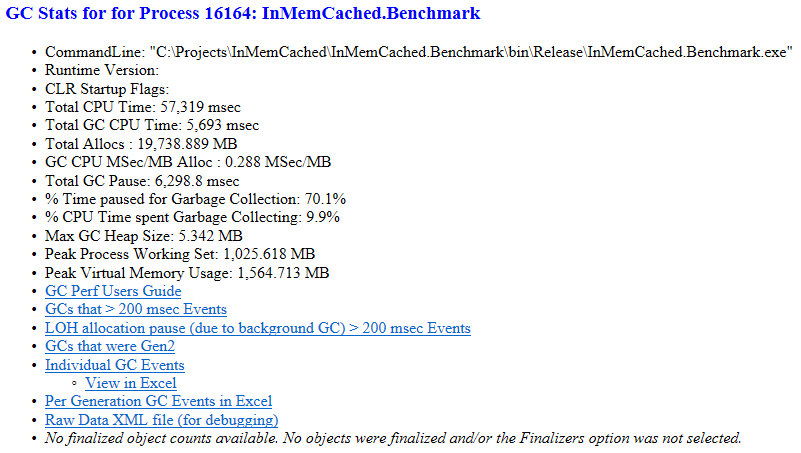 GC Stats for for Process 16164: InMemCached.Benchmark
• CommandLine: "C:\Projects\InMemCached\InMemCached.Benchmark\bin\Release\InMemCached.Benchmark.exe"
• Runtime Version:
• CLR Startup Flags:
• Total CPU Time: 57,319 msec
• Total GC CPU Time: 5,693 msec
• Total Allocs : 19,738.889 MB
• GC CPU MSec/MB Alloc : 0.288 MSec/MB
• Total GC Pause: 6,298.8 msec
• % Time paused for Garbage Collection: 70.1%
• % CPU Time spent Garbage Collecting: 9.9%
• Max GC Heap Size: 5.342 MB
• Peak Process Working Set: 1,025.618 MB
• Peak Virtual Memory Usage: 1,564.713 MB
• GC Perf Users Guide
• GCs that > 200 msec Events
• LOH allocation pause (due to background GC) > 200 msec Events
• GCs that were Gen2
• Individual GC Events
◦ View in Excel
• Per Generation GC Events in Excel
• Raw Data XML file (for debugging)
• No finalized object counts available. No objects were finalized and/or the Finalizers option was not selected.